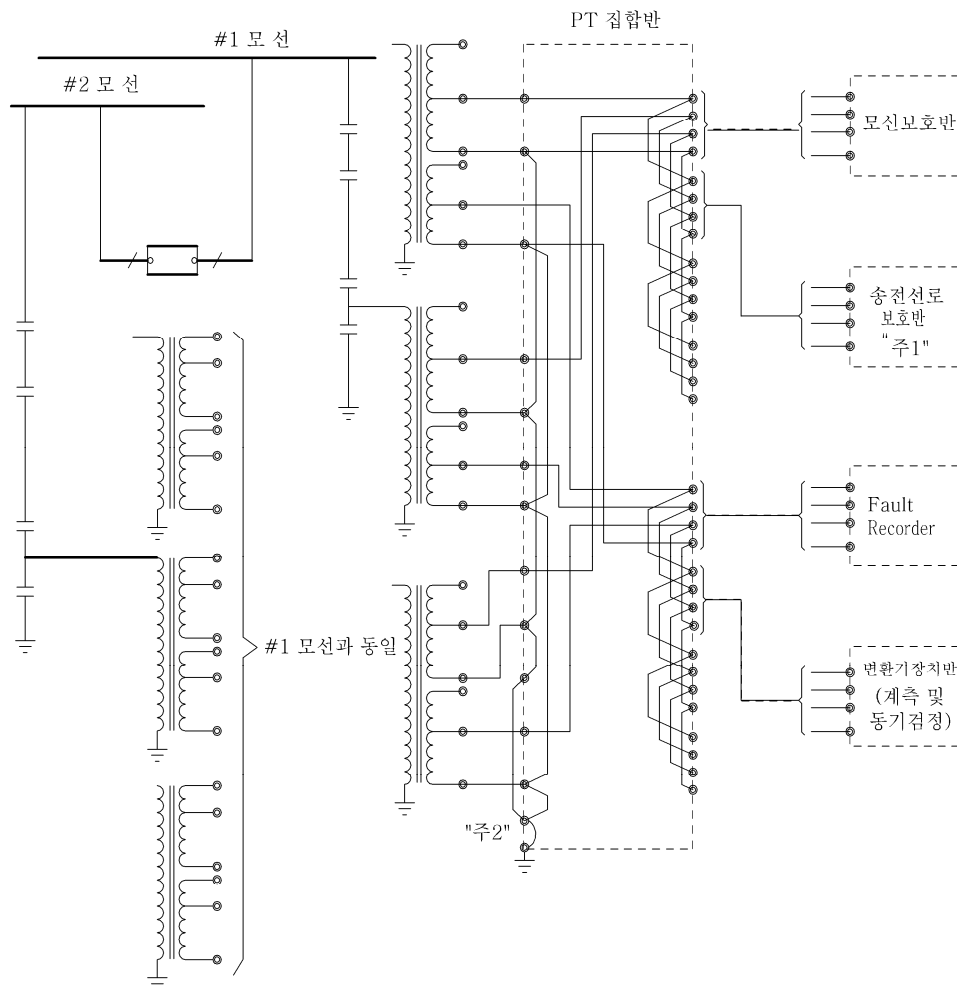 PT 집합반
#1 모 선
#2 모 선
모신보호반
송전선로
보호반
"주1"
Fault
Recorder
#1 모선과 동일
변환기장치반
(계측 및
동기검정)
"주2"